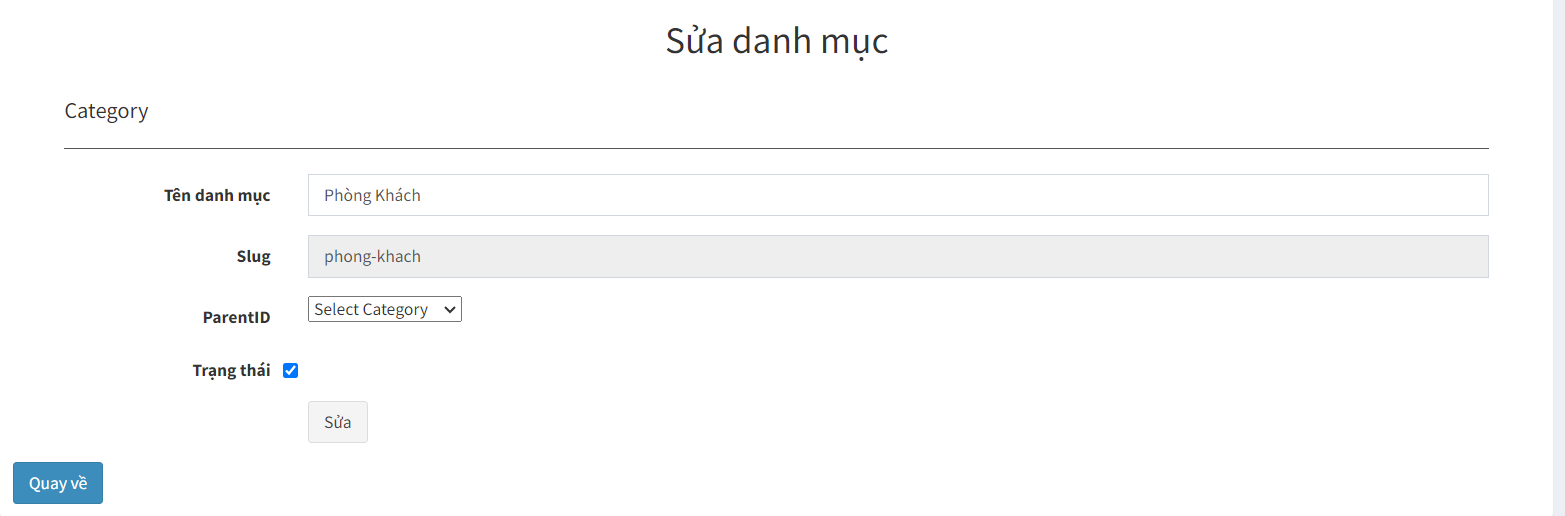 Sửa danh mục
Category
Tên danh mục Phòng Khách
Slug phong-khach
ParentID Select Category
Trạng thái
Sửa
Quay về